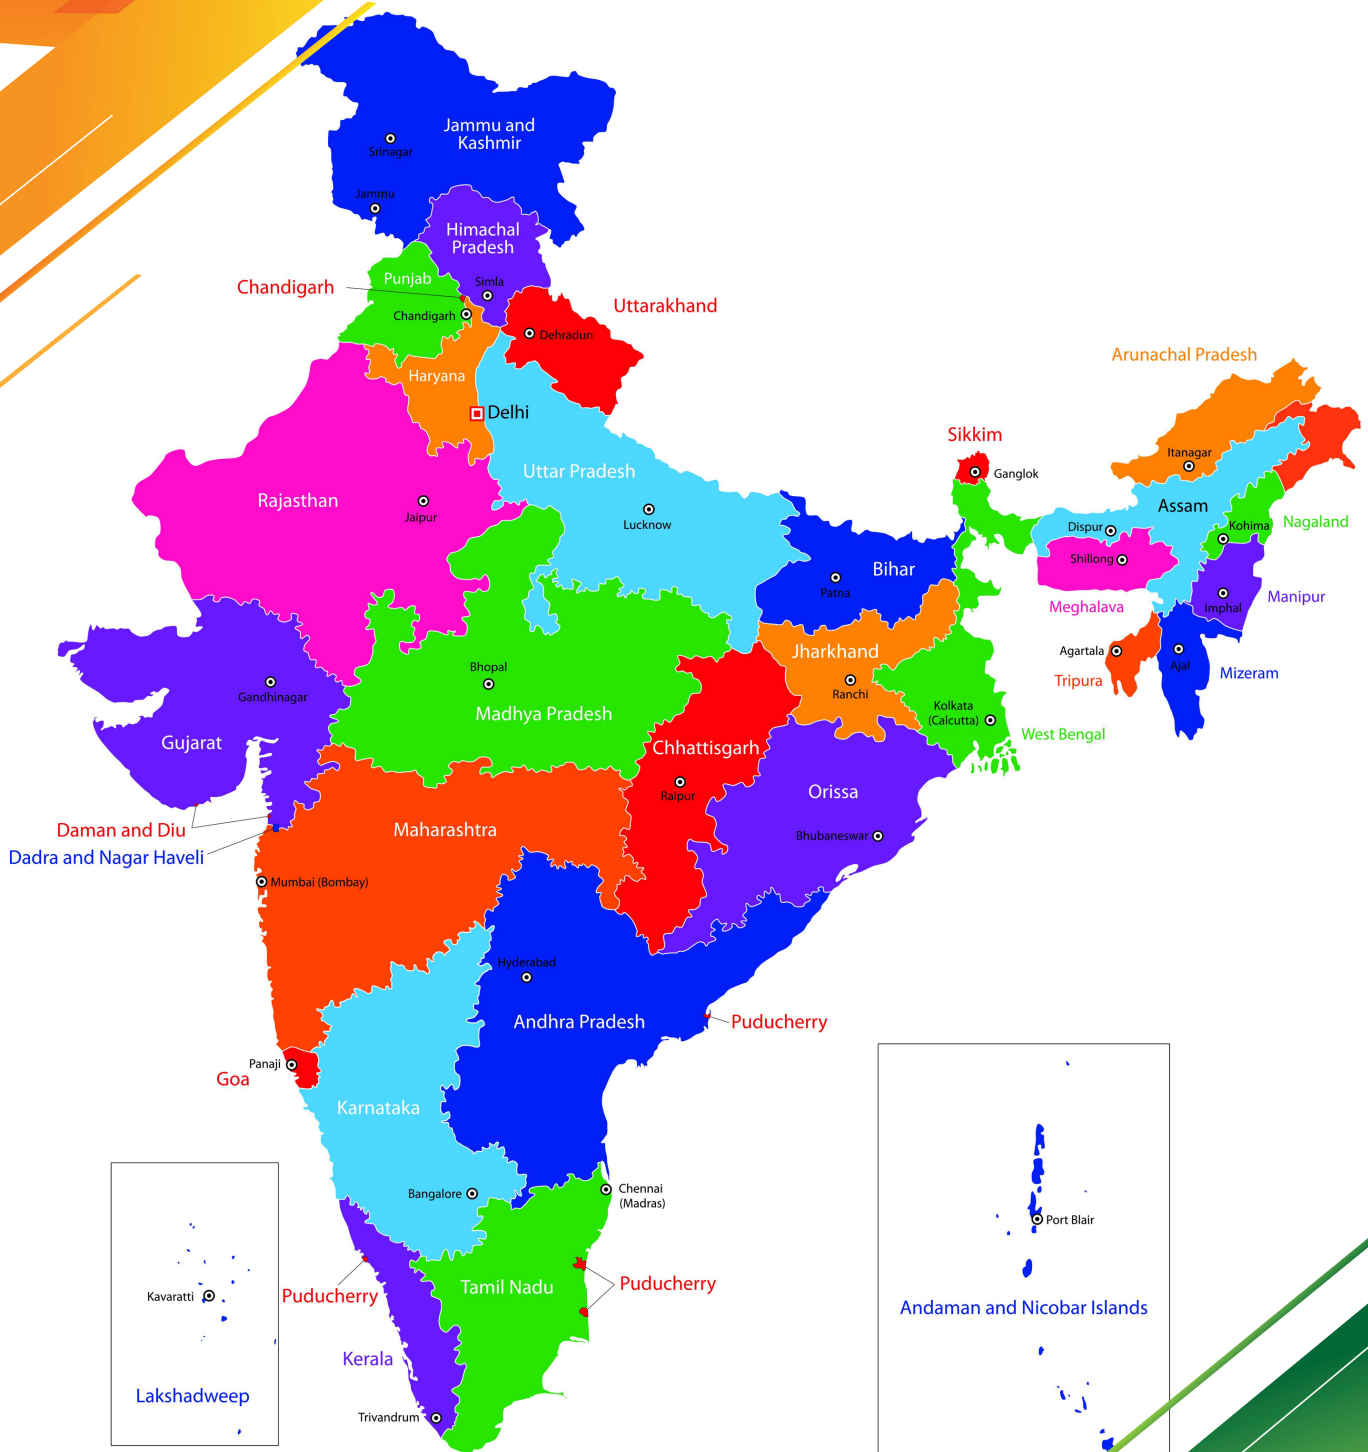 Jammu and
Kashmir
Srinagar
Jammu
Himachal
Pradesh
Punjab
Simla
Chandigarh
Chandigarh
Uttarakhand
Dehradun
Haryana
Delhi
Arunachal Pradesh
Sikkim
Ganglok
Itanagar
Uttar Pradesh
Rajasthan
Jaipur
Lucknow
Assam
Dispur
Kohima
Nagaland
Shillong
Bihar
Patna
Meghalava
Imphal
Manipur
Jharkhand
Agartala
Ajal
Tripura
Mizeram
Bhopal
Gandhinagar
Ranchi
Madhya Pradesh
Kolkata
(Calcutta)
West Bengal
Gujarat
Chhattisgarh
Raipur
Orissa
Bhubaneswar
Daman and Diu
Maharashtra
Dadra and Nagar Haveli
Mumbai (Bombay)
Hyderabad
Andhra Pradesh
Puducherry
Panaji
Goa
Karnataka
Bangalore
Chennai
(Madras)
Port Blair
Tamil Nadu
Puducherry
Puducherry
Kavaratti
Andaman and Nicobar Islands
Kerala
Lakshadweep
Trivandrum